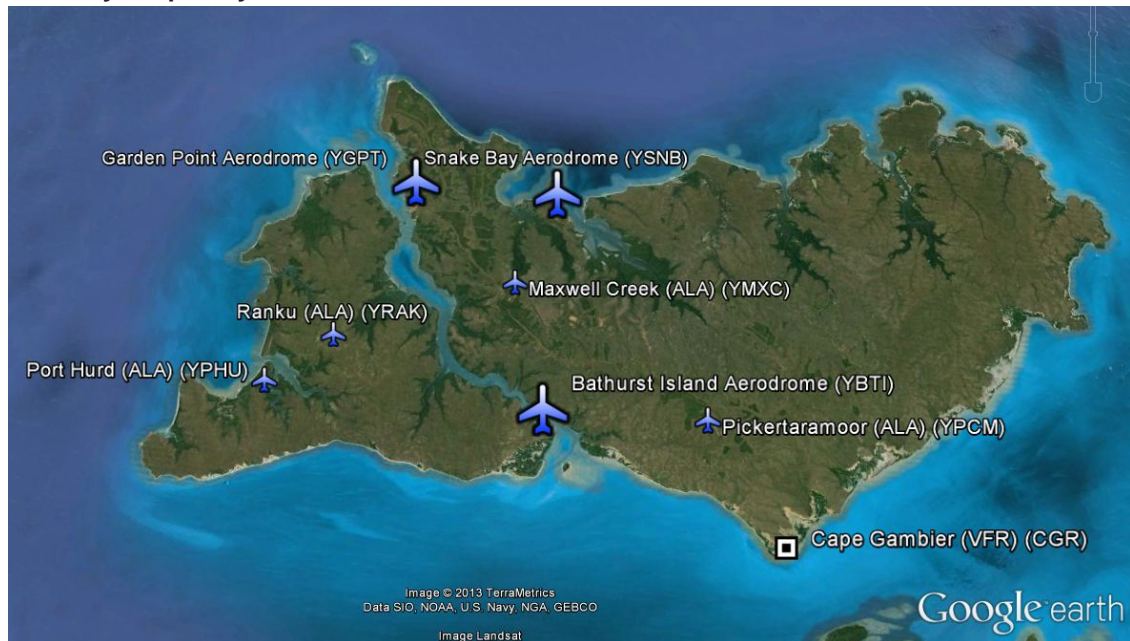 Garden Point Aerodrome (YGPT)
Snake Bay Aerodrome (YSNB)
Maxwell Creek (ALA) (YMXC)
Ranku (ALA) (YRAK)
Port Hurd (ALA) (YPHU)
Bathurst Island Aerodrome (YBTI)
Pickertaramoor (ALA) (YPCM)
Cape Gambier (VFR) (CGR)
Image © 2013 TerraMetrics
Data SIO, NOAA, U.S. Navy, NGA, GEBCO
Image Landsat
Google earth